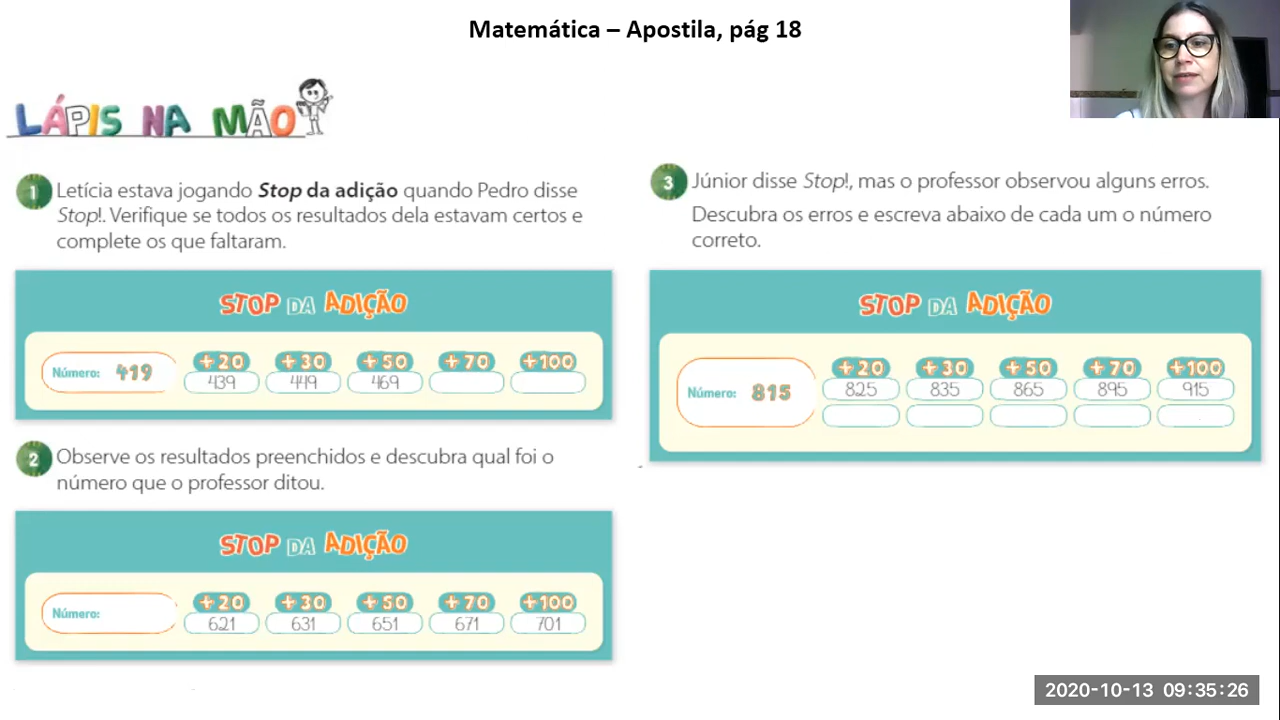 Matemática – Apostila, pág 18
LÁPIS NA MÃO
1 Letícia estava jogando Stop da adição quando Pedro disse
Stop!. Verifique se todos os resultados dela estavam certos e
complete os que faltaram.
STOP DA ADIÇÃO
Número: 419
+20 +30 +50 +70 +100
439 449 469
2 Observe os resultados preenchidos e descubra qual foi o
número que o professor ditou.
STOP DA ADIÇÃO
Número:
+20 +30 +50 +70 +100
621 631 651 671 701
3 Júnior disse Stop!, mas o professor observou alguns erros.
Descubra os erros e escreva abaixo de cada um o número
correto.
STOP DA ADIÇÃO
Número: 815
+20 +30 +50 +70 +100
825 835 865 895 915
2020-10-13 09:35:26